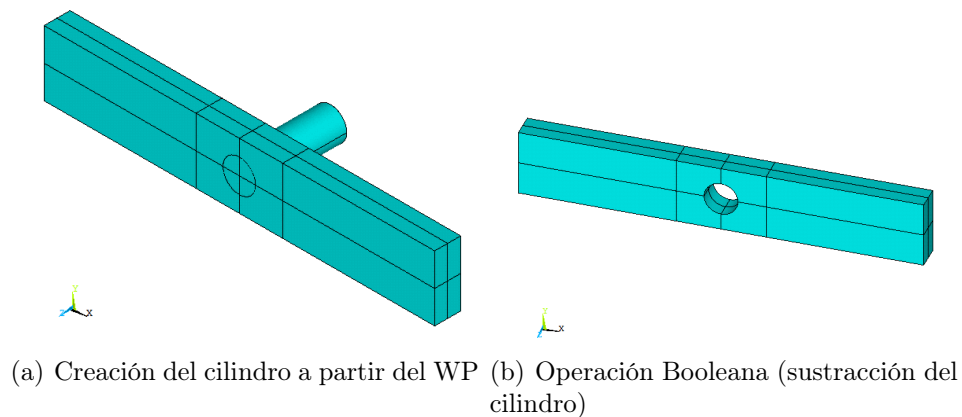 Y
Z X
Y
Z X
(a) Creación del cilindro a partir del WP
(b) Operación Booleana (sustracción del
cilindro)